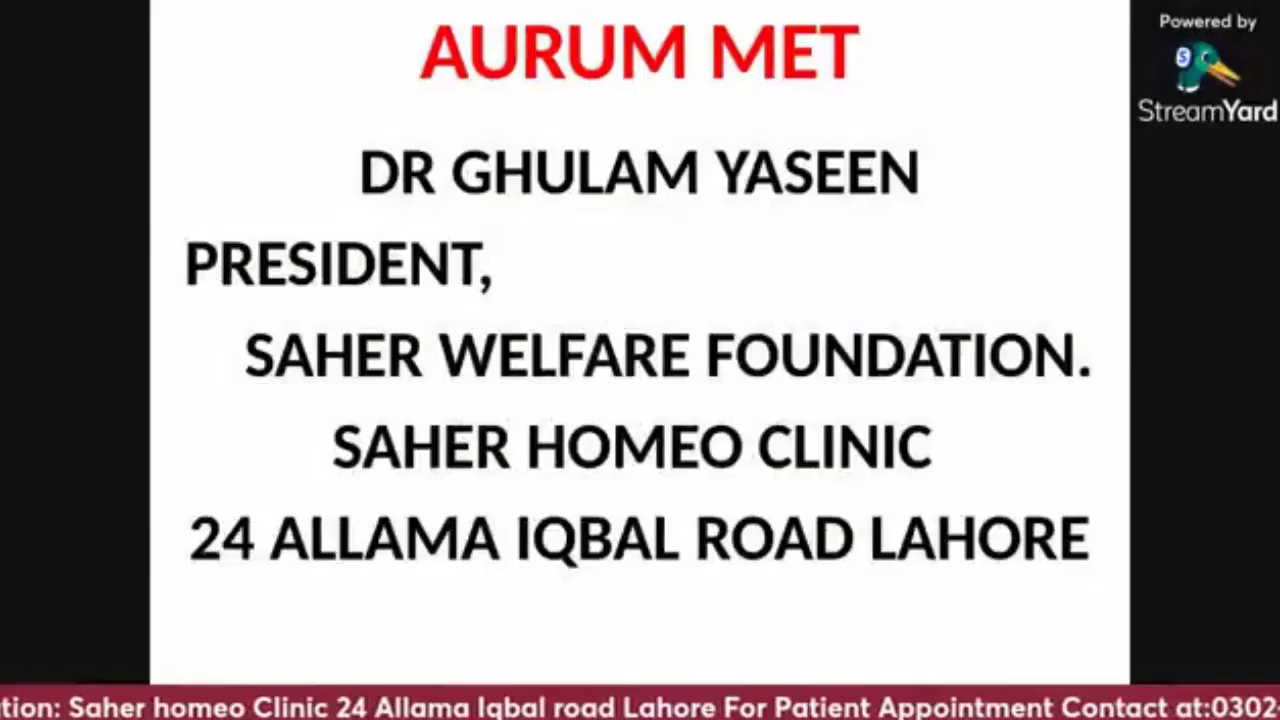 AURUM MET
Powered by
StreamYard
DR GHULAM YASEEN
PRESIDENT,
SAHER WELFARE FOUNDATION.
SAHER HOMEO CLINIC
24 ALLAMA IQBAL ROAD LAHORE
tion: Saher homeo Clinic 24 Allama Iqbal road Lahore For Patient Appointment Contact at:0302